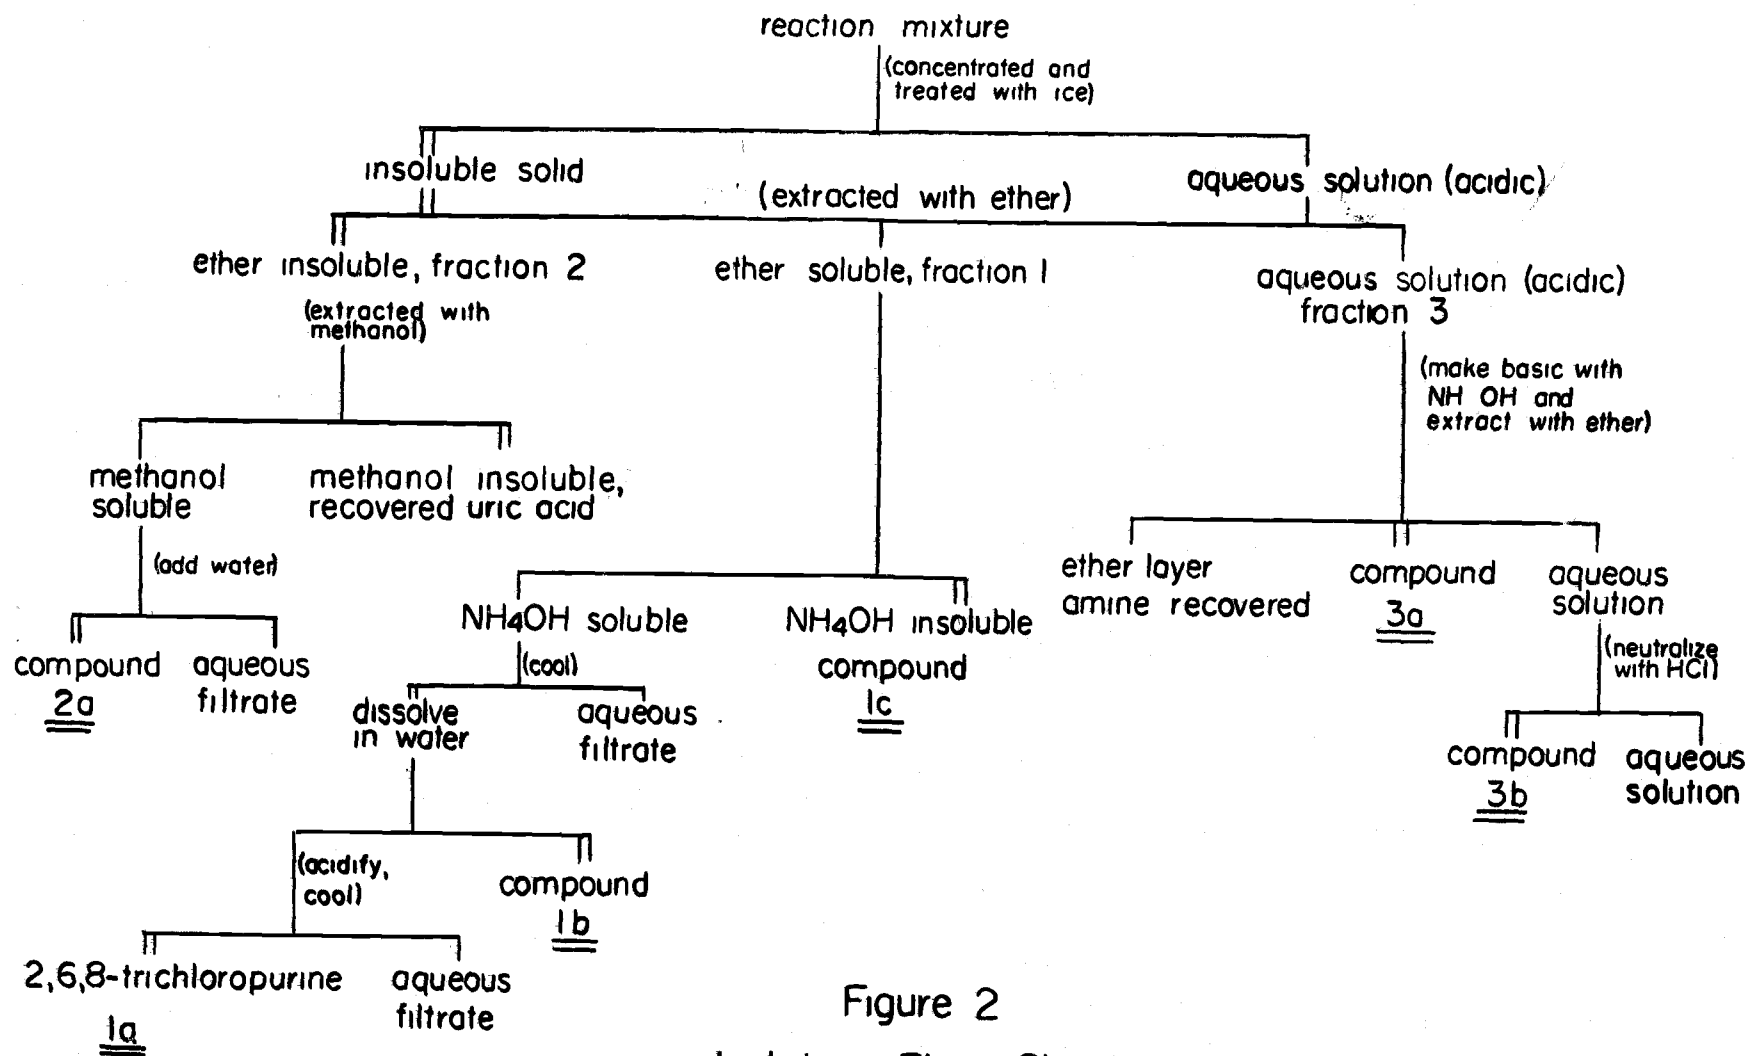 reaction mixture
(concentrated and
treated with ice)
insoluble solid
(extracted with ether)
aqueous solution (acidic)
ether insoluble, fraction 2
ether soluble, fraction 1
aqueous solution (acidic)
fraction 3
(extracted with
methanol)
(make basic with
NH OH and
extract with ether)
methanol
soluble
methanol insoluble,
recovered uric acid
(add water)
compound
2a
aqueous
filtrate
NH4OH soluble
(cool)
NH4OH insoluble
compound
1c
dissolve
in water
aqueous
filtrate
ether layer
amine recovered
compound
3a
aqueous
solution
(neutralize
with HCl)
compound
3b
aqueous
solution
(acidify,
cool)
compound
1b
2,6,8-trichloropurine
1a
aqueous
filtrate
Figure 2